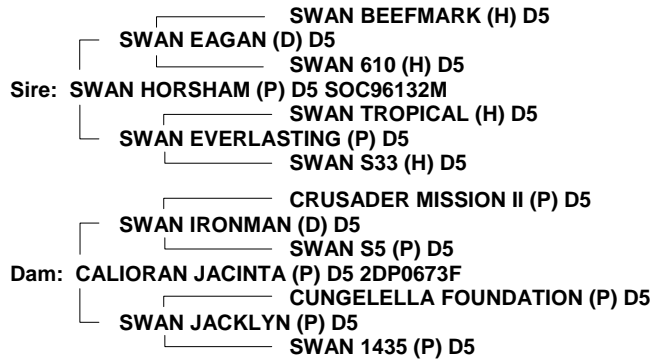 SWAN BEEFMARK (H) D5
SWAN EAGAN (D) D5
SWAN 610 (H) D5
Sire: SWAN HORSHAM (P) D5 SOC96132M
SWAN TROPICAL (H) D5
SWAN EVERLASTING (P) D5
SWAN S33 (H) D5
CRUSADER MISSION II (P) D5
SWAN IRONMAN (D) D5
SWAN S5 (P) D5
Dam: CALIORAN JACINTA (P) D5 2DP0673F
CUNGELELLA FOUNDATION (P) D5
SWAN JACKLYN (P) D5
SWAN 1435 (P) D5